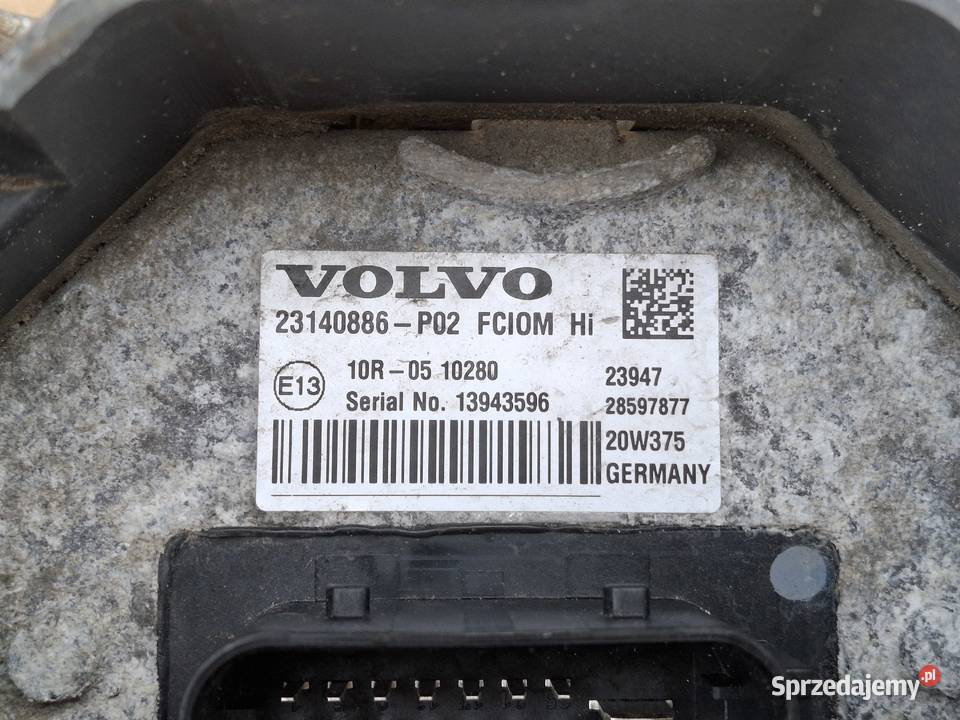 VOLVO
23140886-P02 FCIOM Hi
E13
10R-05 10280
Serial No. 13943596
23947
28597877
20W375
GERMANY
Sprzedajemy.pl